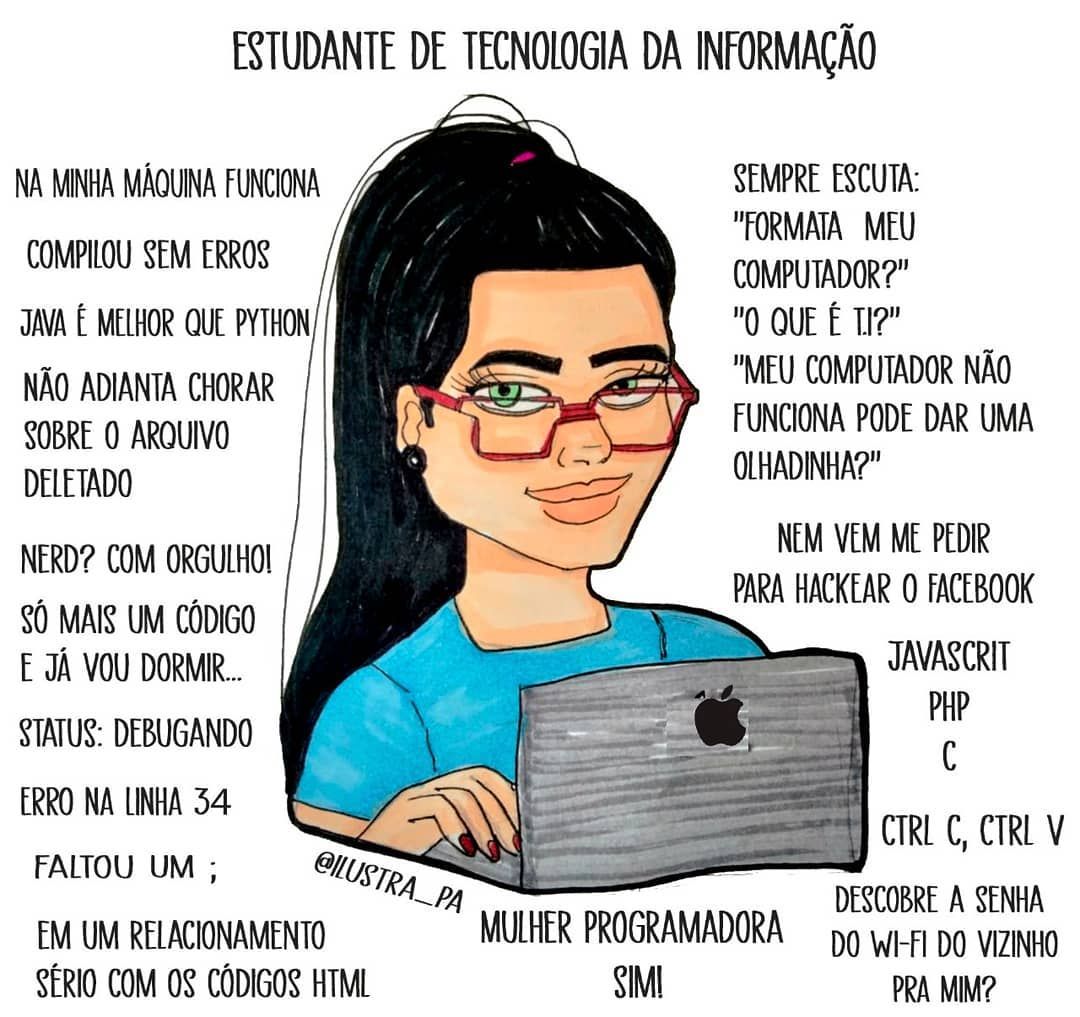 ESTUDANTE DE TECNOLOGIA DA INFORMAÇÃO
NA MINHA MÁQUINA FUNCIONA
COMPILOU SEM ERROS
JAVA É MELHOR QUE PYTHON
NÃO ADIANTA CHORAR
SOBRE O ARQUIVO
DELETADO
NERD? COM ORGULHO!
SÓ MAIS UM CÓDIGO
E JÁ VOU DORMIR...
STATUS: DEBUGANDO
ERRO NA LINHA 34
FALTOU UM ;
EM UM RELACIONAMENTO
SÉRIO COM OS CÓDIGOS HTML
@ILUSTRA_PA
MULHER PROGRAMADORA
SIM!
SEMPRE ESCUTA:
"FORMATA MEU
COMPUTADOR?"
"O QUE É T.I?"
"MEU COMPUTADOR NÃO
FUNCIONA PODE DAR UMA
OLHADINHA?"
NEM VEM ME PEDIR
PARA HACKEAR O FACEBOOK
JAVASCRIT
PHP
C
CTRL C, CTRL V
DESCOBRE A SENHA
DO WI-FI DO VIZINHO
PRA MIM?